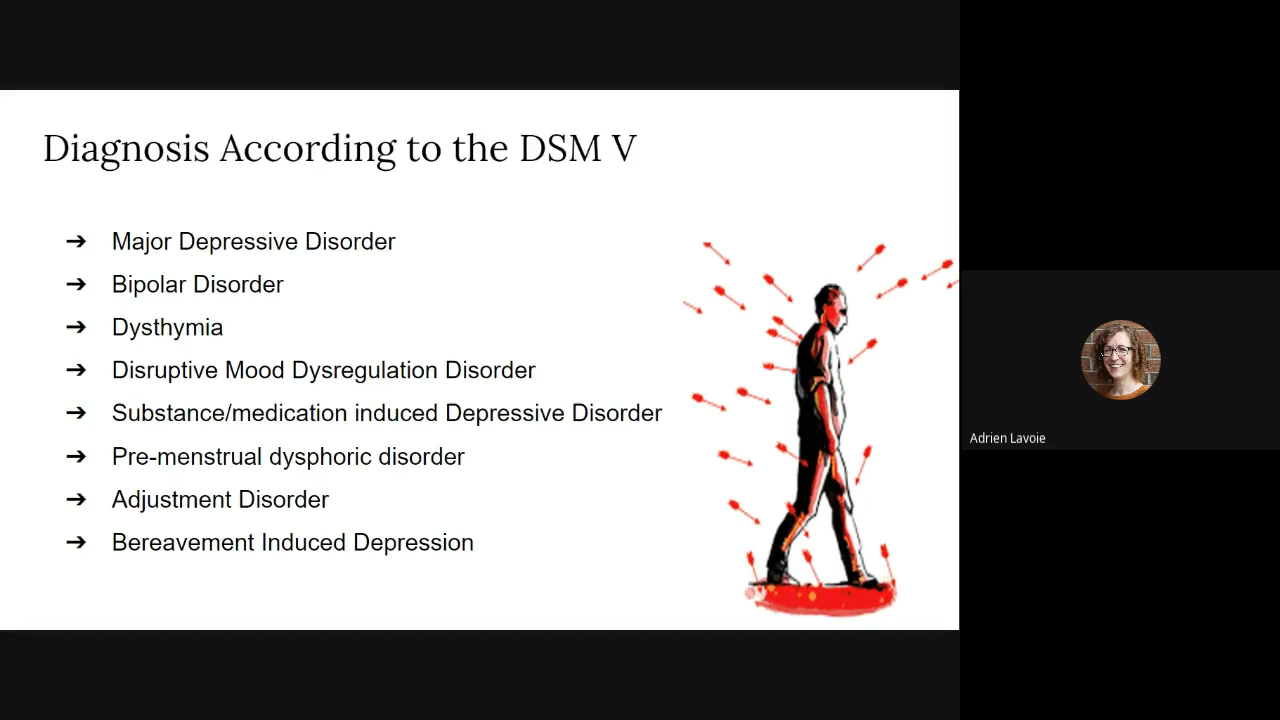 Diagnosis According to the DSM V
➔ Major Depressive Disorder
➔ Bipolar Disorder
➔ Dysthymia
➔ Disruptive Mood Dysregulation Disorder
➔ Substance/medication induced Depressive Disorder
➔ Pre-menstrual dysphoric disorder
➔ Adjustment Disorder
➔ Bereavement Induced Depression
Adrien Lavoie